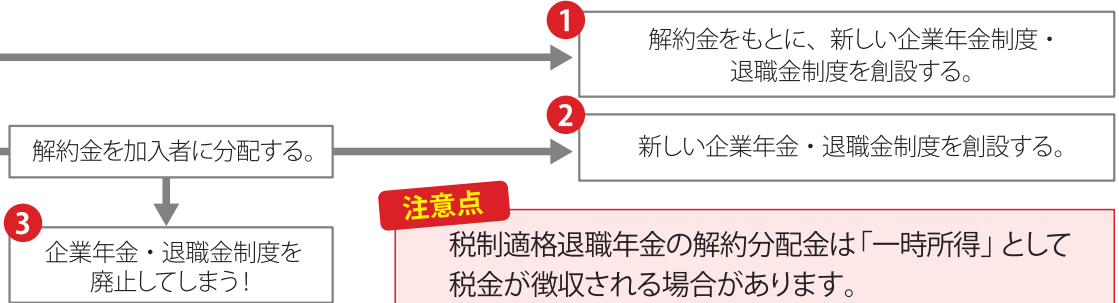 1
解約金をもとに、新しい企業年金制度・
退職金制度を創設する。
2
解約金を加入者に分配する。
新しい企業年金・退職金制度を創設する。
3
企業年金・退職金制度を
廃止してしまう！
注意点
税制適格退職年金の解約分配金は「一時所得」として
税金が徴収される場合があります。